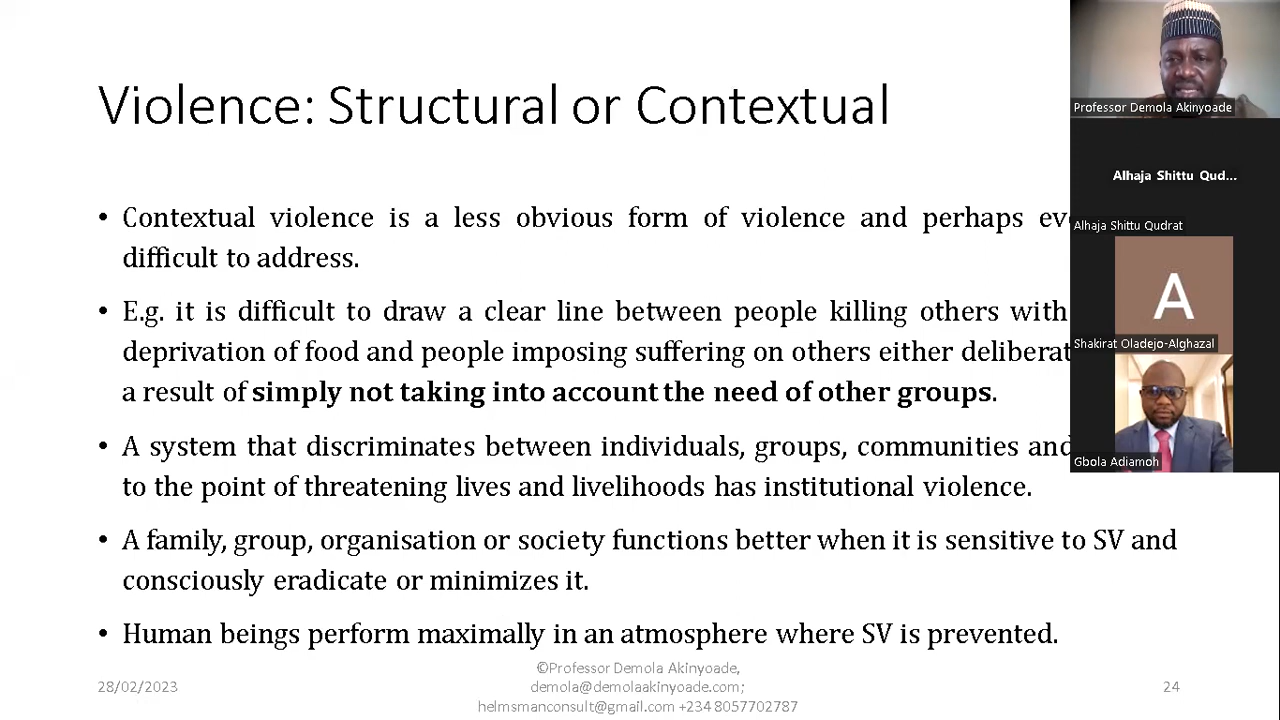 Violence: Structural or Contextual
• Contextual violence is a less obvious form of violence and perhaps
difficult to address.
• E.g. it is difficult to draw a clear line between people killing others with
deprivation of food and people imposing suffering on others either
a result of simply not taking into account the need of other groups.
• A system that discriminates between individuals, groups, communities and
to the point of threatening lives and livelihoods has institutional violence.
• A family, group, organisation or society functions better when it is sensitive to SV and
consciously eradicate or minimizes it.
• Human beings perform maximally in an atmosphere where SV is prevented.
28/02/2023
©Professor Demola Akinyoade,
demola@demolaakinyoade.com;
helmsmanconsult@gmail.com +234 8057702787
24
Professor Demola Akinyoade
Alhaja Shittu Qud...
Alhaja Shittu Qudrat
A
Shakirat Oladejo-Alghazal
Gbola Adiamoh